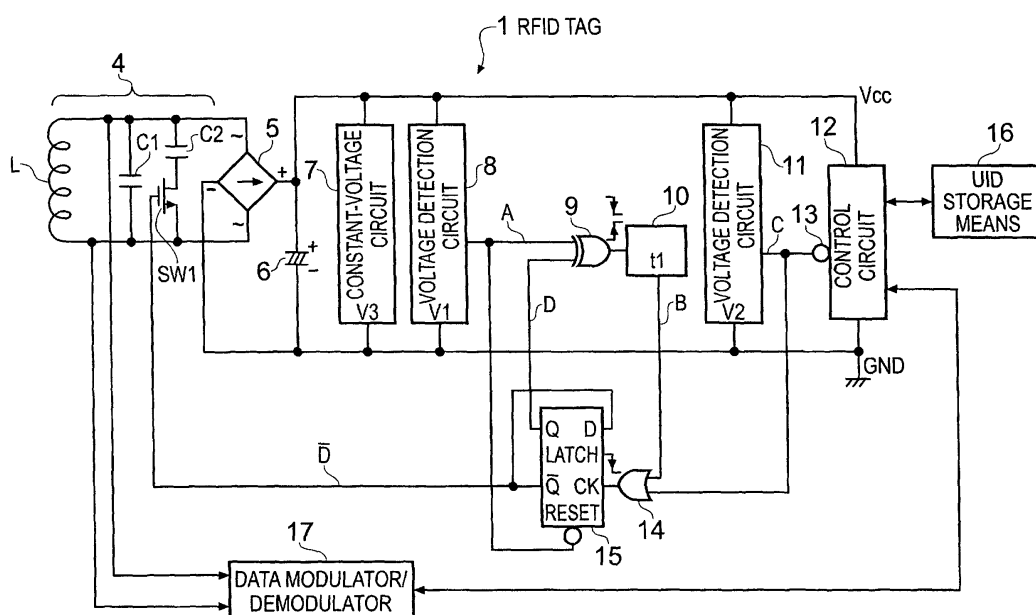 1 RFID TAG
4
L
C1
C2
SW1
~
~
5
+
-
6
+
-
7
CONSTANT-VOLTAGE
CIRCUIT
V3
8
VOLTAGE DETECTION
CIRCUIT
V1
A
9
D
10
t1
B
11
VOLTAGE DETECTION
CIRCUIT
V2
C
Vcc
12
13
CONTROL
CIRCUIT
GND
16
UID
STORAGE
MEANS
D̅
Q D
LATCH
Q̅ CK
RESET
14
15
17
DATA MODULATOR/
DEMODULATOR